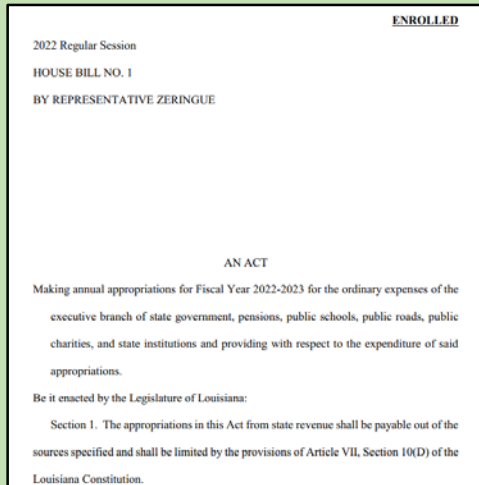 ENROLLED
2022 Regular Session
HOUSE BILL NO. 1
BY REPRESENTATIVE ZERINGUE
AN ACT
Making annual appropriations for Fiscal Year 2022-2023 for the ordinary expenses of the
executive branch of state government, pensions, public schools, public roads, public
charities, and state institutions and providing with respect to the expenditure of said
appropriations.
Be it enacted by the Legislature of Louisiana:
Section 1. The appropriations in this Act from state revenue shall be payable out of the
sources specified and shall be limited by the provisions of Article VII, Section 10(D) of the
Louisiana Constitution.